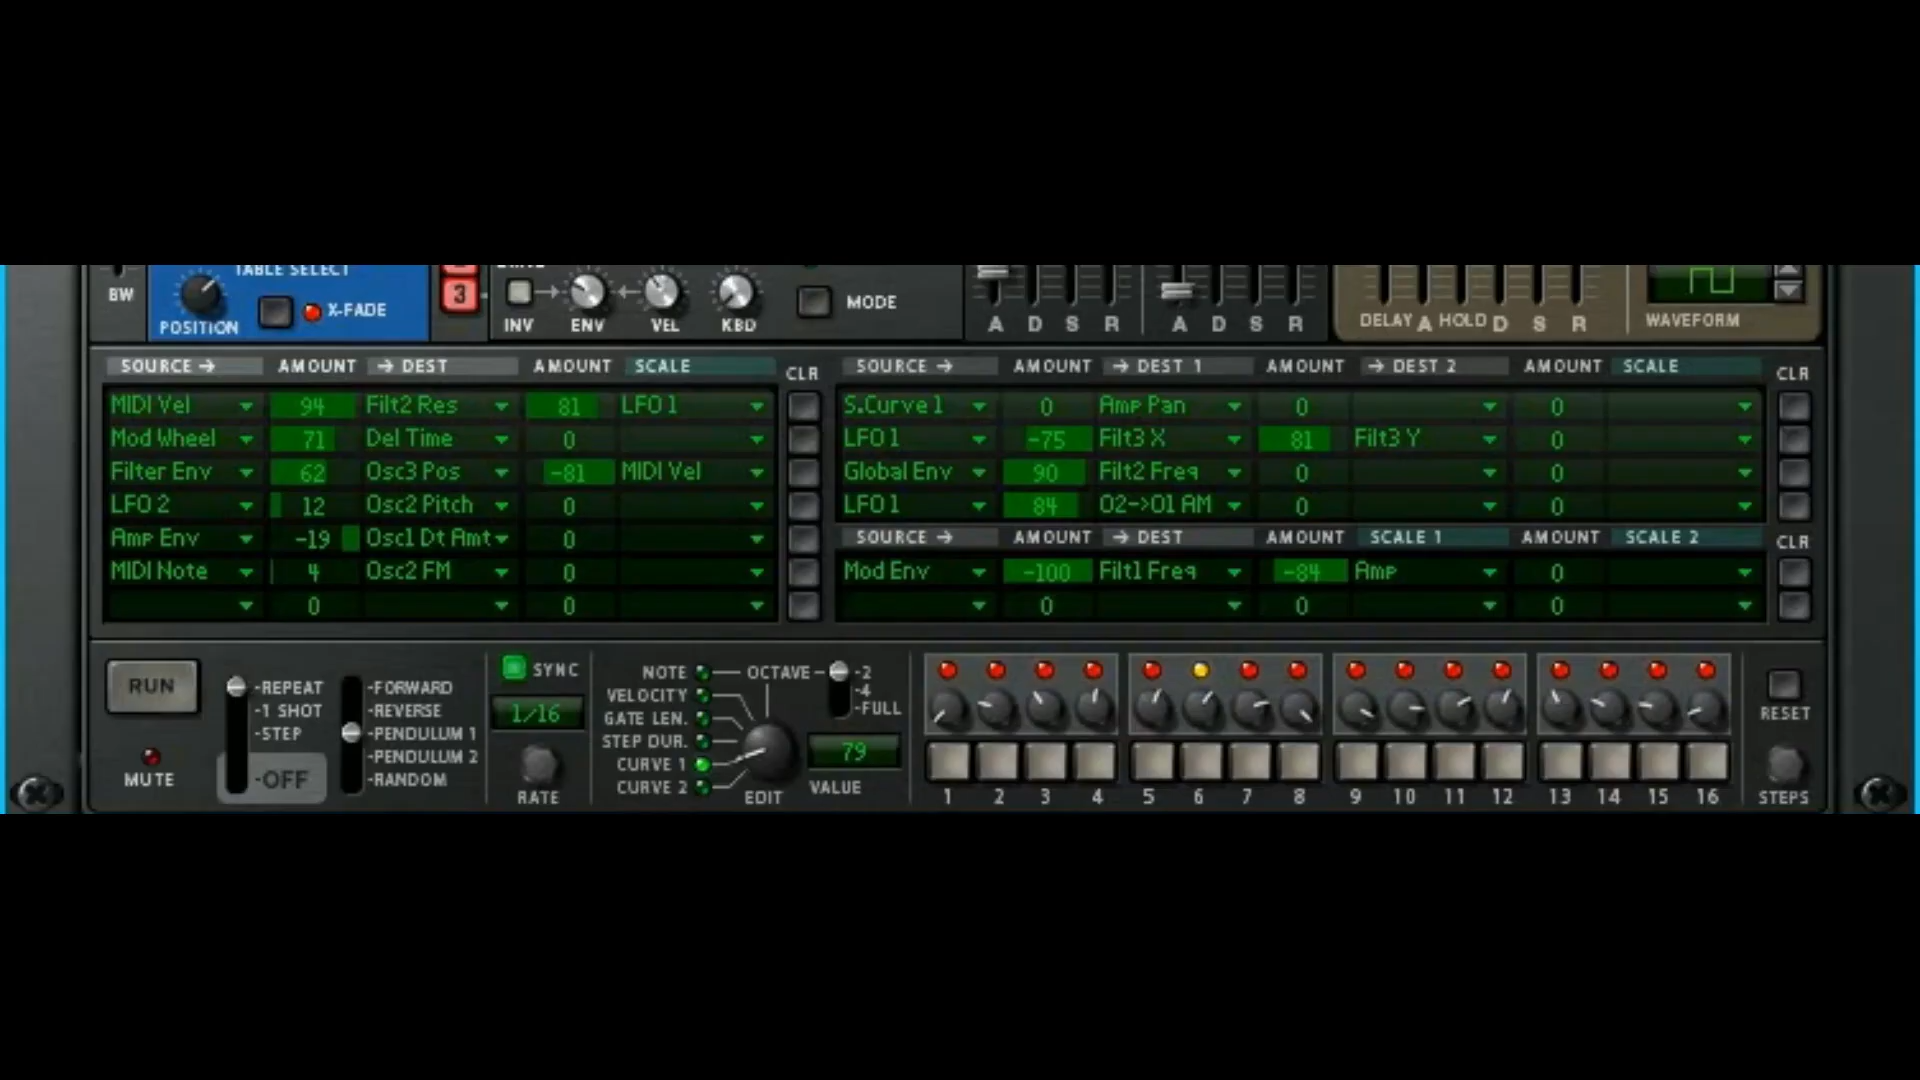 TABLE SELECT
BW
POSITION
X-FADE
3
INV
ENV
VEL
KBD
MODE
A D S R
A D S R
DELAY A HOLD D S R
WAVEFORM
SOURCE → AMOUNT → DEST AMOUNT SCALE CLR
MIDI Vel 94 Filt2 Res 81 LFO 1
Mod Wheel 71 Del Time 0
Filter Env 62 Osc3 Pos -81 MIDI Vel
LFO 2 12 Osc2 Pitch 0
Amp Env -19 Osc1 Dt Amt 0
MIDI Note 4 Osc2 FM 0
0 0
SOURCE → AMOUNT → DEST 1 AMOUNT → DEST 2 AMOUNT SCALE CLR
S.Curve 1 0 Amp Pan 0 0
LFO 1 -75 Filt3 X 81 Filt3 Y 0
Global Env 90 Filt2 Freq 0 0
LFO 1 84 O2->O1 AM 0 0
SOURCE → AMOUNT → DEST AMOUNT SCALE 1 AMOUNT SCALE 2 CLR
Mod Env -100 Filt1 Freq -84 Amp 0
0 0 0
RUN
MUTE
-REPEAT
-1 SHOT
-STEP
-OFF
-FORWARD
-REVERSE
-PENDULUM 1
-PENDULUM 2
-RANDOM
SYNC
1/16
RATE
NOTE
VELOCITY
GATE LEN.
STEP DUR.
CURVE 1
CURVE 2
OCTAVE
-2
-4
-FULL
EDIT
79
VALUE
1 2 3 4 5 6 7 8 9 10 11 12 13 14 15 16
RESET
STEPS